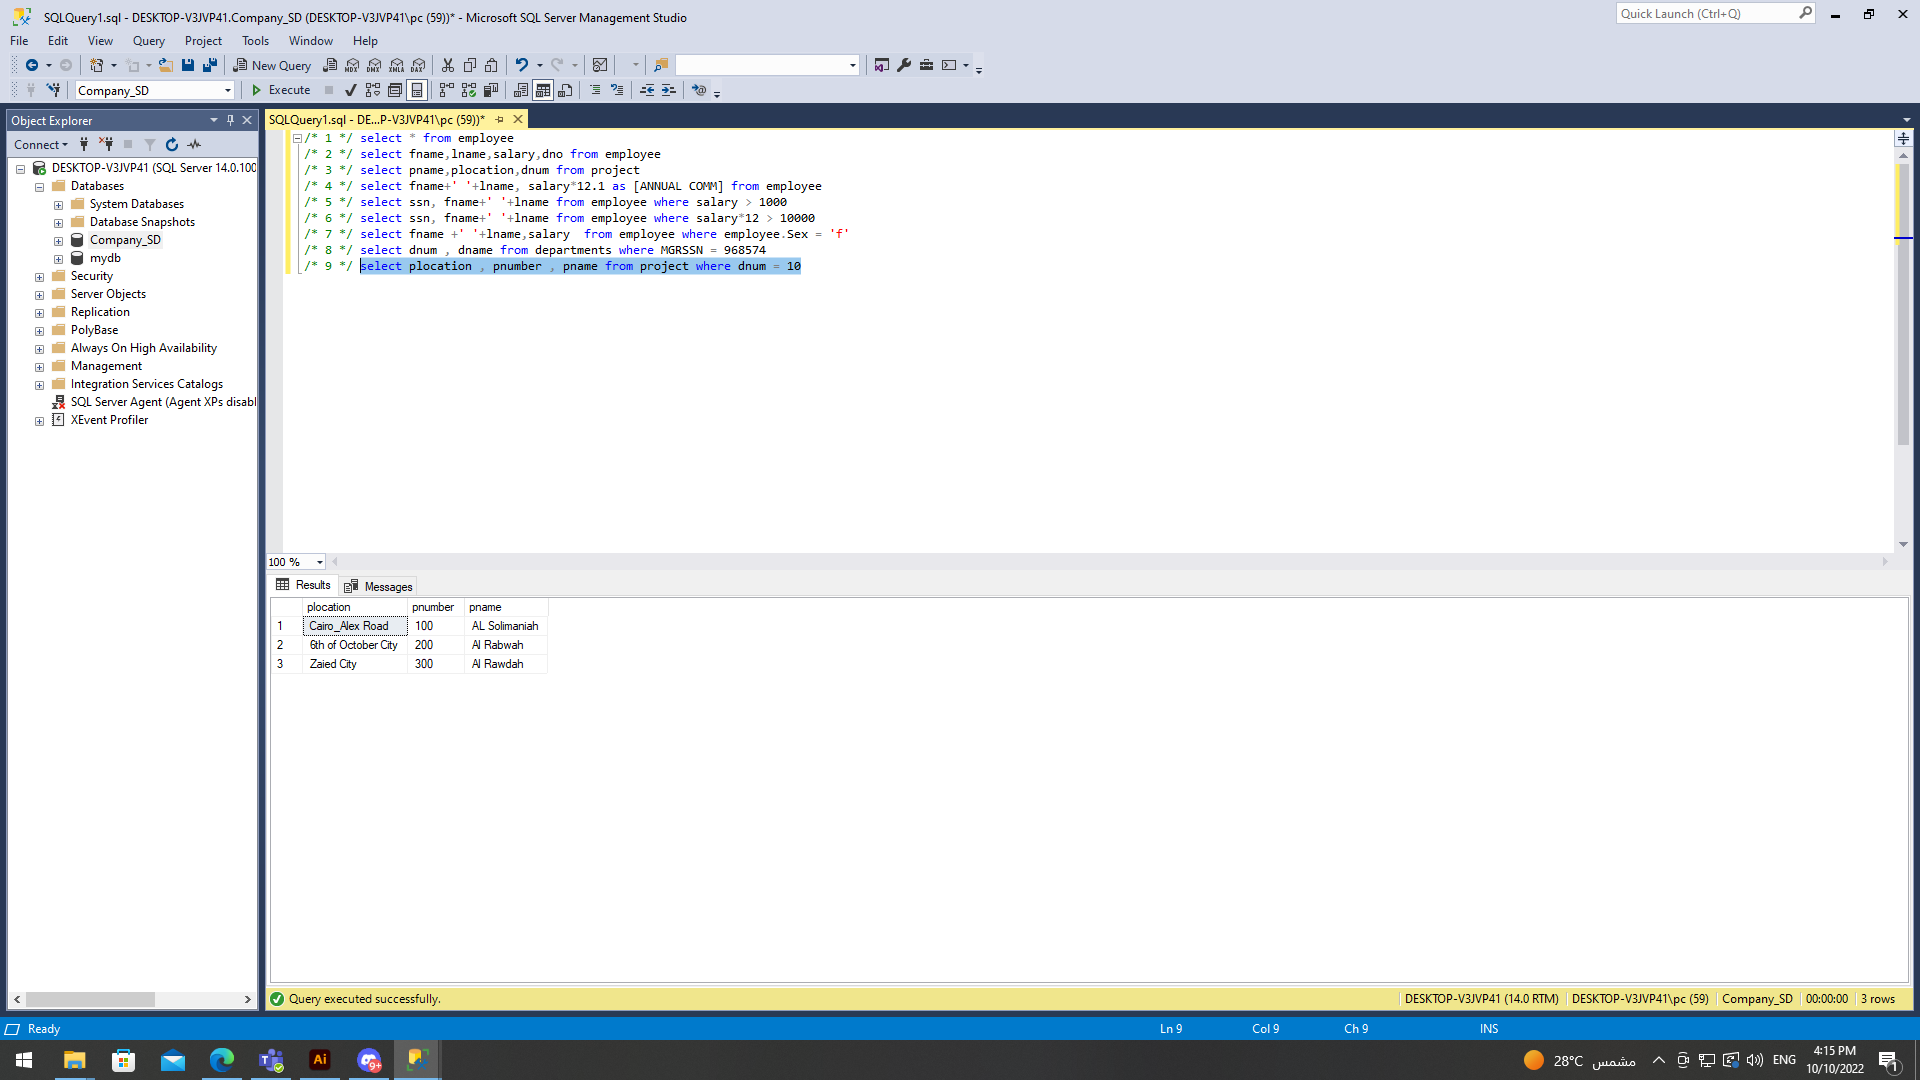 SQLQuery1.sql - DESKTOP-V3JVP41.Company_SD (DESKTOP-V3JVP41\pc (59))* - Microsoft SQL Server Management Studio
Quick Launch (Ctrl+Q)
File Edit View Query Project Tools Window Help
New Query
Company_SD
Execute
Object Explorer
Connect
DESKTOP-V3JVP41 (SQL Server 14.0.100
Databases
System Databases
Database Snapshots
Company_SD
mydb
Security
Server Objects
Replication
PolyBase
Always On High Availability
Management
Integration Services Catalogs
SQL Server Agent (Agent XPs disabl
XEvent Profiler
SQLQuery1.sql - DE...P-V3JVP41\pc (59))*
/* 1 */ select * from employee
/* 2 */ select fname,lname,salary,dno from employee
/* 3 */ select pname,plocation,dnum from project
/* 4 */ select fname+' '+lname, salary*12.1 as [ANNUAL COMM] from employee
/* 5 */ select ssn, fname+' '+lname from employee where salary > 1000
/* 6 */ select ssn, fname+' '+lname from employee where salary*12 > 10000
/* 7 */ select fname +' '+lname,salary  from employee where employee.Sex = 'f'
/* 8 */ select dnum , dname from departments where MGRSSN = 968574
/* 9 */ select plocation , pnumber , pname from project where dnum = 10
100 %
Results Messages
plocation pnumber pname
1 Cairo_Alex Road 100 AL Solimaniah
2 6th of October City 200 Al Rabwah
3 Zaied City 300 Al Rawdah
Query executed successfully.
DESKTOP-V3JVP41 (14.0 RTM) DESKTOP-V3JVP41\pc (59) Company_SD 00:00:00 3 rows
Ready Ln 9 Col 9 Ch 9 INS
Ai
9+
28°C مشمس
ENG
4:15 PM
10/10/2022
1